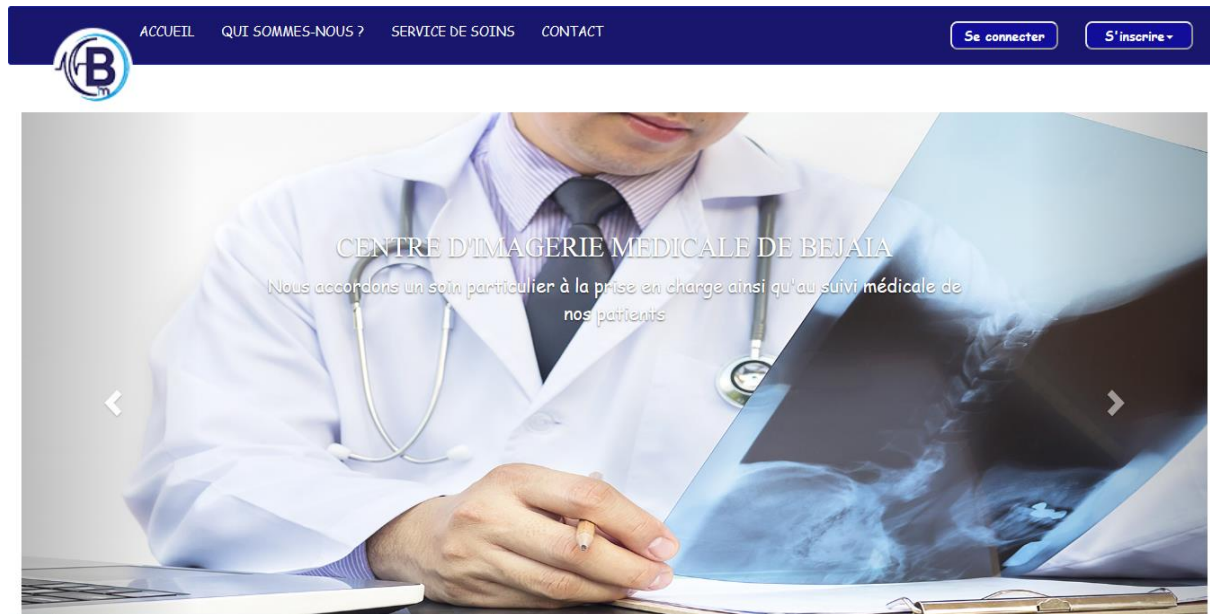 ACCUEIL QUI SOMMES-NOUS ? SERVICE DE SOINS CONTACT Se connecter S'inscrire
B
m
CENTRE D'IMAGERIE MEDICALE DE BEJAIA
Nous accordons un soin particulier à la prise en charge ainsi qu'au suivi médicale de
nos patients